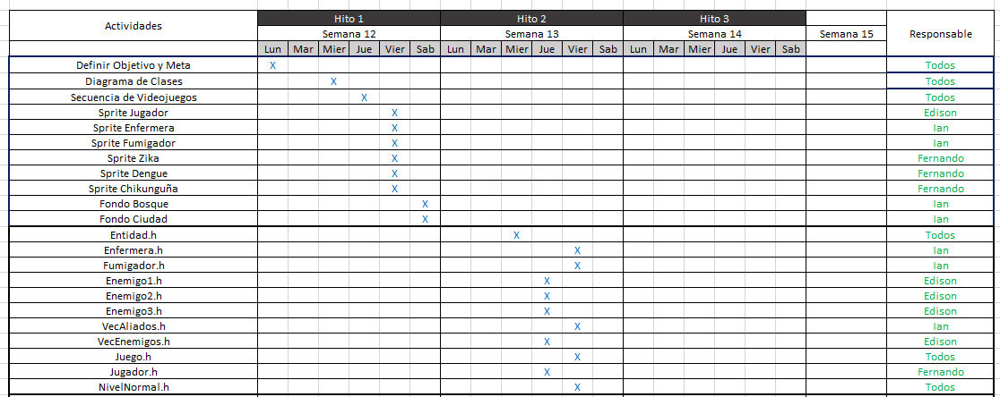 Actividades Hito 1 Hito 2 Hito 3 Responsable
Semana 12 Semana 13 Semana 14 Semana 15
Lun Mar Mier Jue Vier Sab Lun Mar Mier Jue Vier Sab Lun Mar Mier Jue Vier Sab
Definir Objetivo y Meta X Todos
Diagrama de Clases X Todos
Secuencia de Videojuegos X Todos
Sprite Jugador X Edison
Sprite Enfermera X Ian
Sprite Fumigador X Ian
Sprite Zika X Fernando
Sprite Dengue X Fernando
Sprite Chikunguña X Fernando
Fondo Bosque X Ian
Fondo Ciudad X Ian
Entidad.h X Todos
Enfermera.h X Ian
Fumigador.h X Ian
Enemigo1.h X Edison
Enemigo2.h X Edison
Enemigo3.h X Edison
VecAliados.h X Ian
VecEnemigos.h X Edison
Juego.h X Todos
Jugador.h X Fernando
NivelNormal.h X Todos